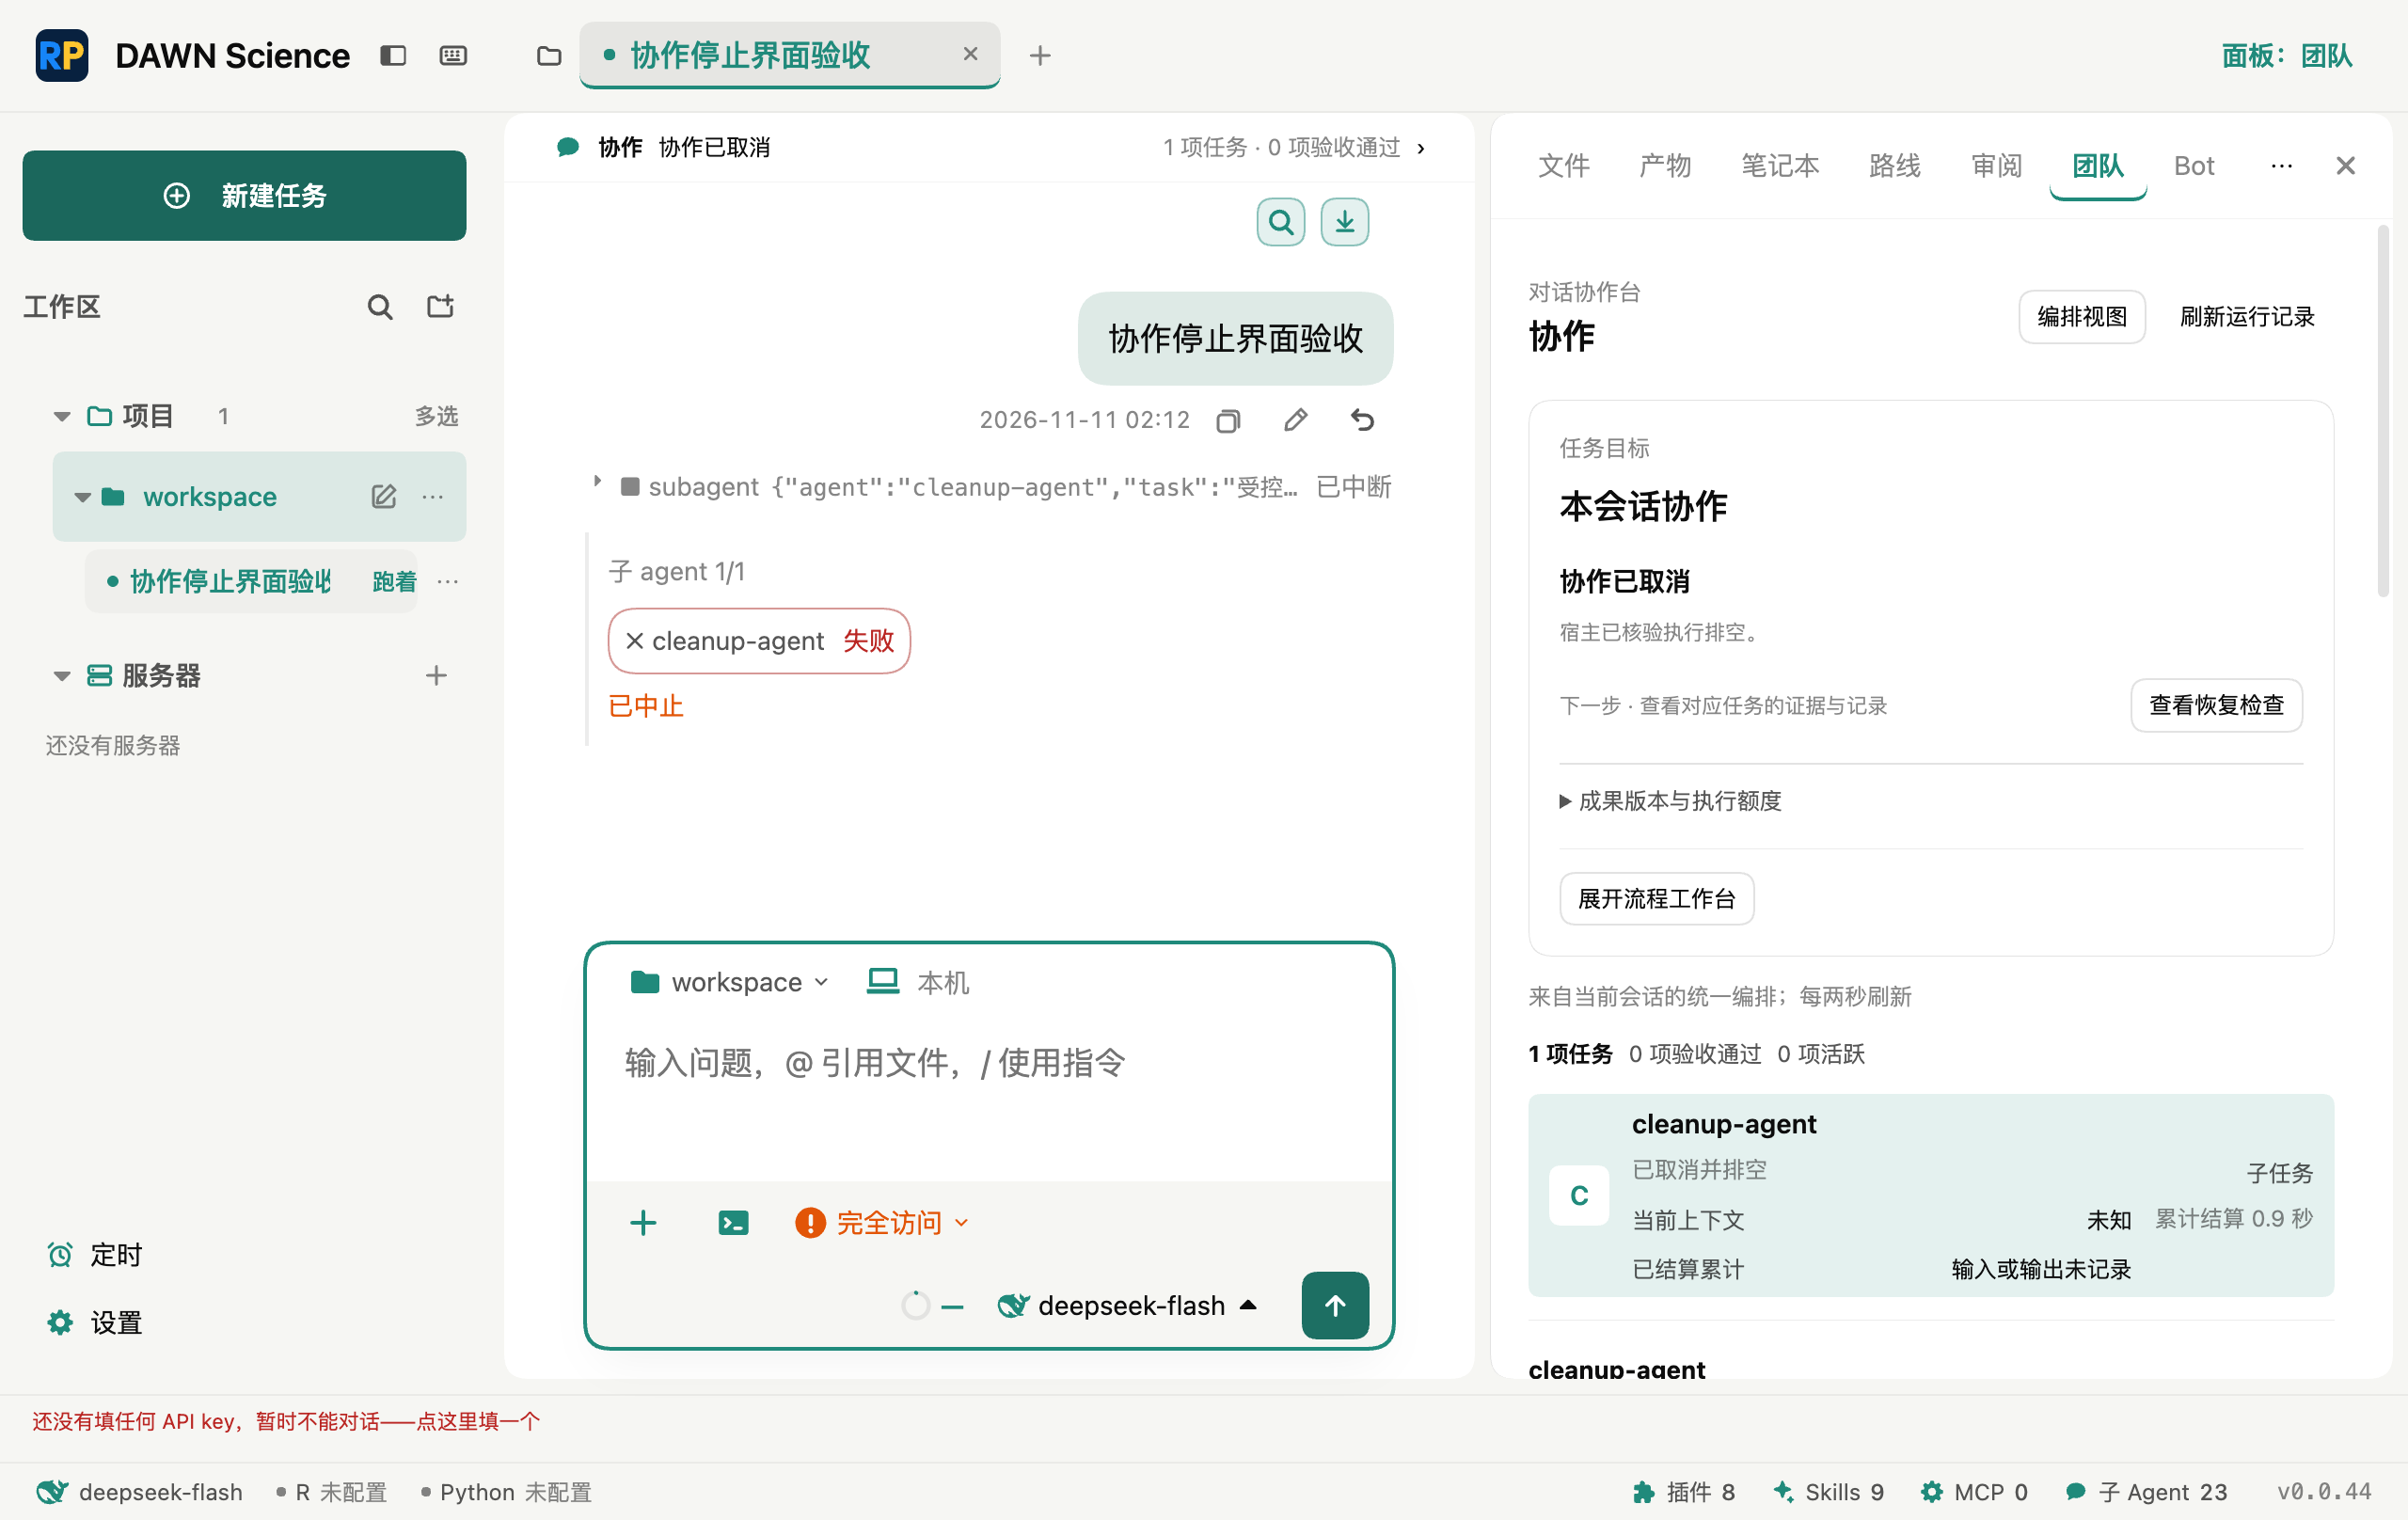 RP DAWN Science
协作停止界面验收
面板：团队
新建任务
工作区
项目 1 多选
workspace
协作停止界面验收 跑着
服务器
还没有服务器
定时
设置
协作 协作已取消 1 项任务 · 0 项验收通过
协作停止界面验收
2026-11-11 02:12
subagent {"agent":"cleanup-agent","task":"受控… 已中断
子 agent 1/1
cleanup-agent 失败
已中止
workspace 本机
输入问题，@ 引用文件，/ 使用指令
完全访问
deepseek-flash
文件 产物 笔记本 路线 审阅 团队 Bot
对话协作台
协作
编排视图 刷新运行记录
任务目标
本会话协作
协作已取消
宿主已核验执行排空。
下一步 · 查看对应任务的证据与记录 查看恢复检查
成果版本与执行额度
展开流程工作台
来自当前会话的统一编排；每两秒刷新
1 项任务 0 项验收通过 0 项活跃
C
cleanup-agent
已取消并排空 子任务
当前上下文 未知 累计结算 0.9 秒
已结算累计 输入或输出未记录
cleanup-agent
还没有填任何 API key，暂时不能对话——点这里填一个
deepseek-flash R 未配置 Python 未配置 插件 8 Skills 9 MCP 0 子 Agent 23 v0.0.44